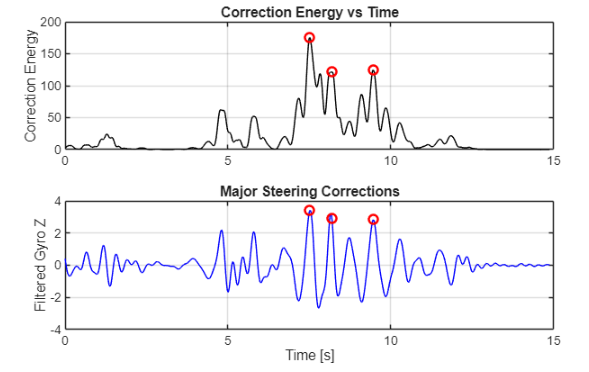 Correction Energy vs Time
Correction Energy
200
150
100
50
0
0 5 10 15
Major Steering Corrections
Filtered Gyro Z
4
2
0
-2
-4
0 5 10 15
Time [s]